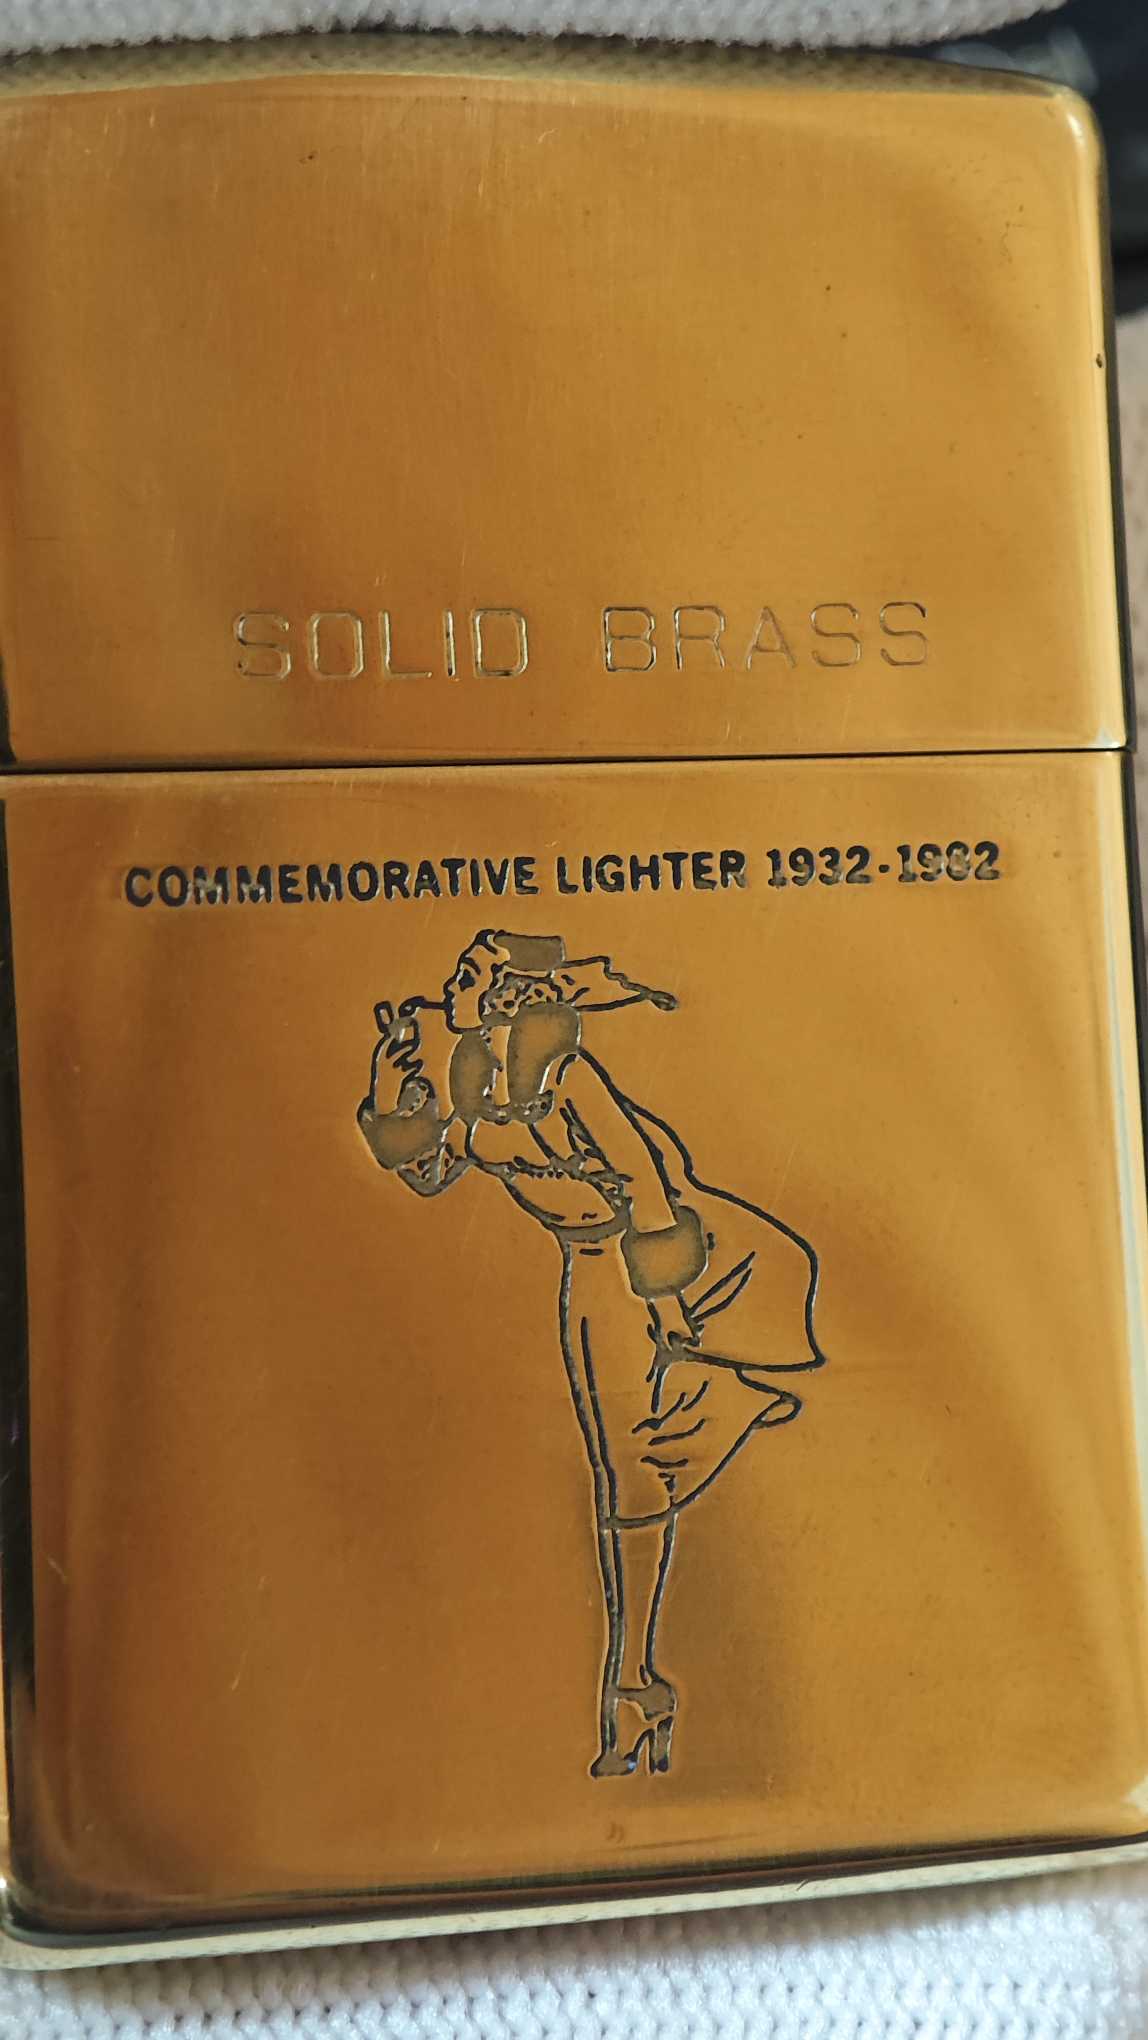 SOLID BRASS
COMMEMORATIVE LIGHTER 1932-1982